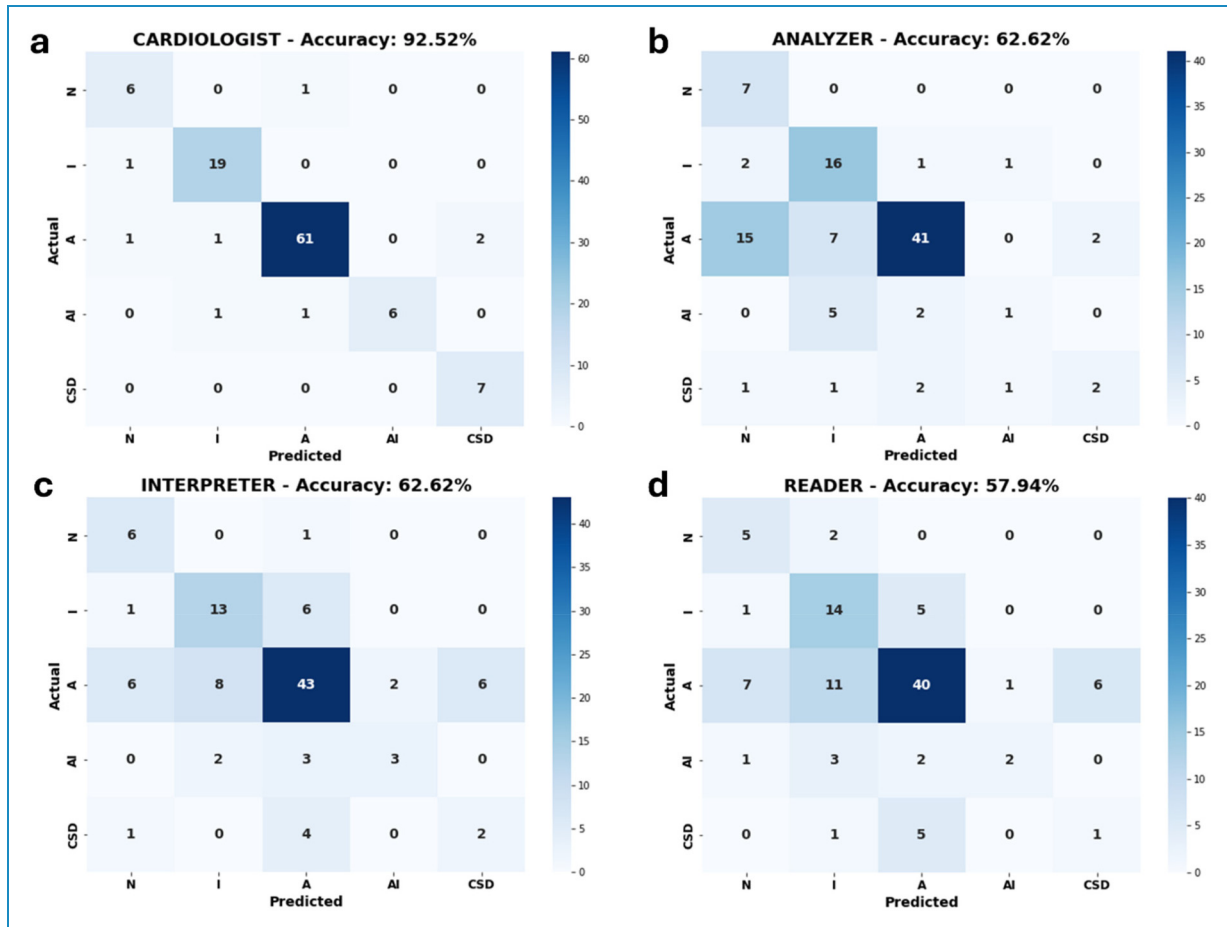 a
CARDIOLOGIST - Accuracy: 92.52%
N 6 0 1 0 0
I 1 19 0 0 0
A 1 1 61 0 2
AI 0 1 1 6 0
CSD 0 0 0 0 7
N I A AI CSD
Actual
Predicted
60
50
40
30
20
10
0
b
ANALYZER - Accuracy: 62.62%
N 7 0 0 0 0
I 2 16 1 1 0
A 15 7 41 0 2
AI 0 5 2 1 0
CSD 1 1 2 1 2
N I A AI CSD
Actual
Predicted
40
35
30
25
20
15
10
5
0
c
INTERPRETER - Accuracy: 62.62%
N 6 0 1 0 0
I 1 13 6 0 0
A 6 8 43 2 6
AI 0 2 3 3 0
CSD 1 0 4 0 2
N I A AI CSD
Actual
Predicted
40
35
30
25
20
15
10
5
0
d
READER - Accuracy: 57.94%
N 5 2 0 0 0
I 1 14 5 0 0
A 7 11 40 1 6
AI 1 3 2 2 0
CSD 0 1 5 0 1
N I A AI CSD
Actual
Predicted
40
35
30
25
20
15
10
5
0